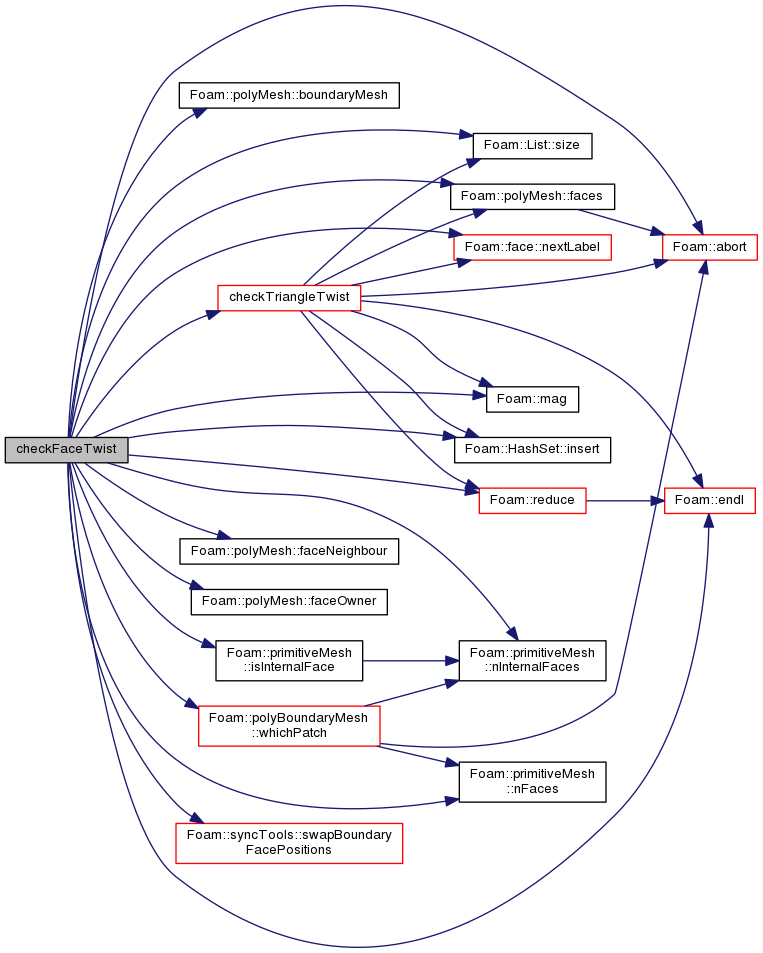 Foam::polyMesh::boundaryMesh
Foam::List::size
Foam::polyMesh::faces
Foam::face::nextLabel
Foam::abort
checkTriangleTwist
Foam::mag
checkFaceTwist
Foam::HashSet::insert
Foam::reduce
Foam::endl
Foam::polyMesh::faceNeighbour
Foam::polyMesh::faceOwner
Foam::primitiveMesh
::isInternalFace
Foam::primitiveMesh
::nInternalFaces
Foam::polyBoundaryMesh
::whichPatch
Foam::primitiveMesh
::nFaces
Foam::syncTools::swapBoundary
FacePositions